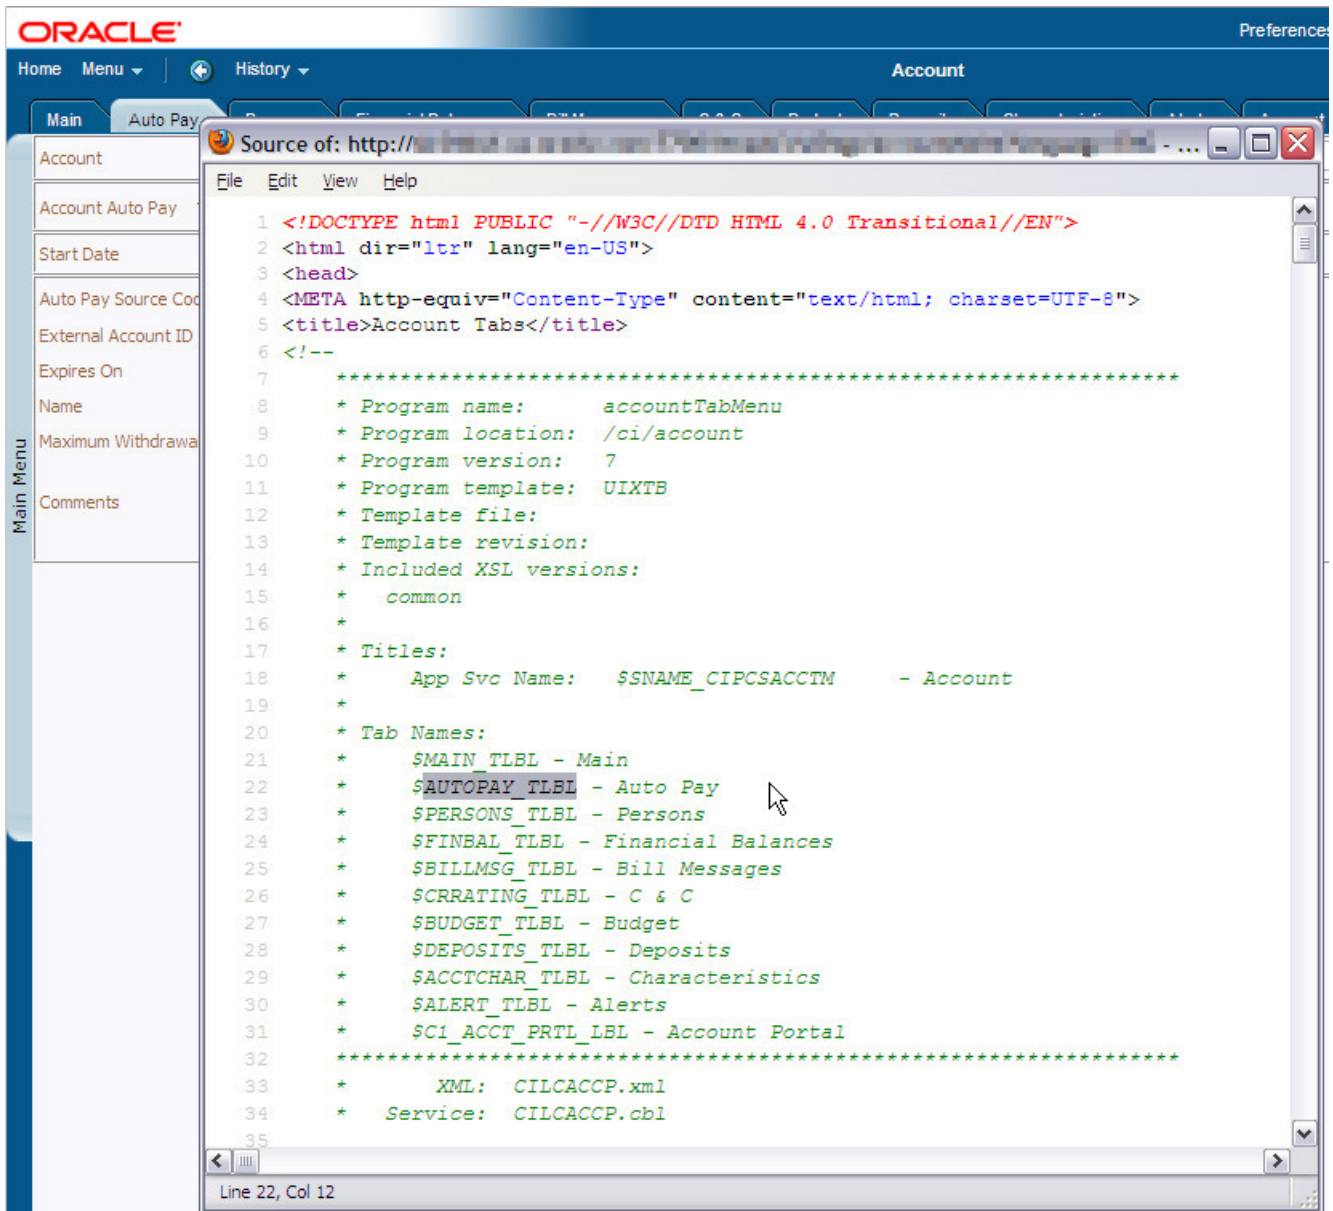 ORACLE
Preferences
Home Menu History Account
Main Auto Pay
Account
Account Auto Pay
Start Date
Auto Pay Source Cod
External Account ID
Expires On
Name
Maximum Withdrawa
Comments
Main Menu
Source of: http:// - ...
File Edit View Help
1 <!DOCTYPE html PUBLIC "-//W3C//DTD HTML 4.0 Transitional//EN">
2 <html dir="ltr" lang="en-US">
3 <head>
4 <META http-equiv="Content-Type" content="text/html; charset=UTF-8">
5 <title>Account Tabs</title>
6 <!--
7 ******************************************************************
8 * Program name: accountTabMenu
9 * Program location: /ci/account
10 * Program version: 7
11 * Program template: UIXTB
12 * Template file:
13 * Template revision:
14 * Included XSL versions:
15 * common
16 *
17 * Titles:
18 * App Svc Name: $SNAME_CIPCSACCTM - Account
19 *
20 * Tab Names:
21 * $MAIN_TLBL - Main
22 * $AUTOPAY_TLBL - Auto Pay
23 * $PERSONS_TLBL - Persons
24 * $FINBAL_TLBL - Financial Balances
25 * $BILLMSG_TLBL - Bill Messages
26 * $CRRATING_TLBL - C & C
27 * $BUDGET_TLBL - Budget
28 * $DEPOSITS_TLBL - Deposits
29 * $ACCTCHAR_TLBL - Characteristics
30 * $ALERT_TLBL - Alerts
31 * $C1_ACCT_PRTL_LBL - Account Portal
32 ******************************************************************
33 * XML: CILCACCP.xml
34 * Service: CILCACCP.cbl
35
Line 22, Col 12